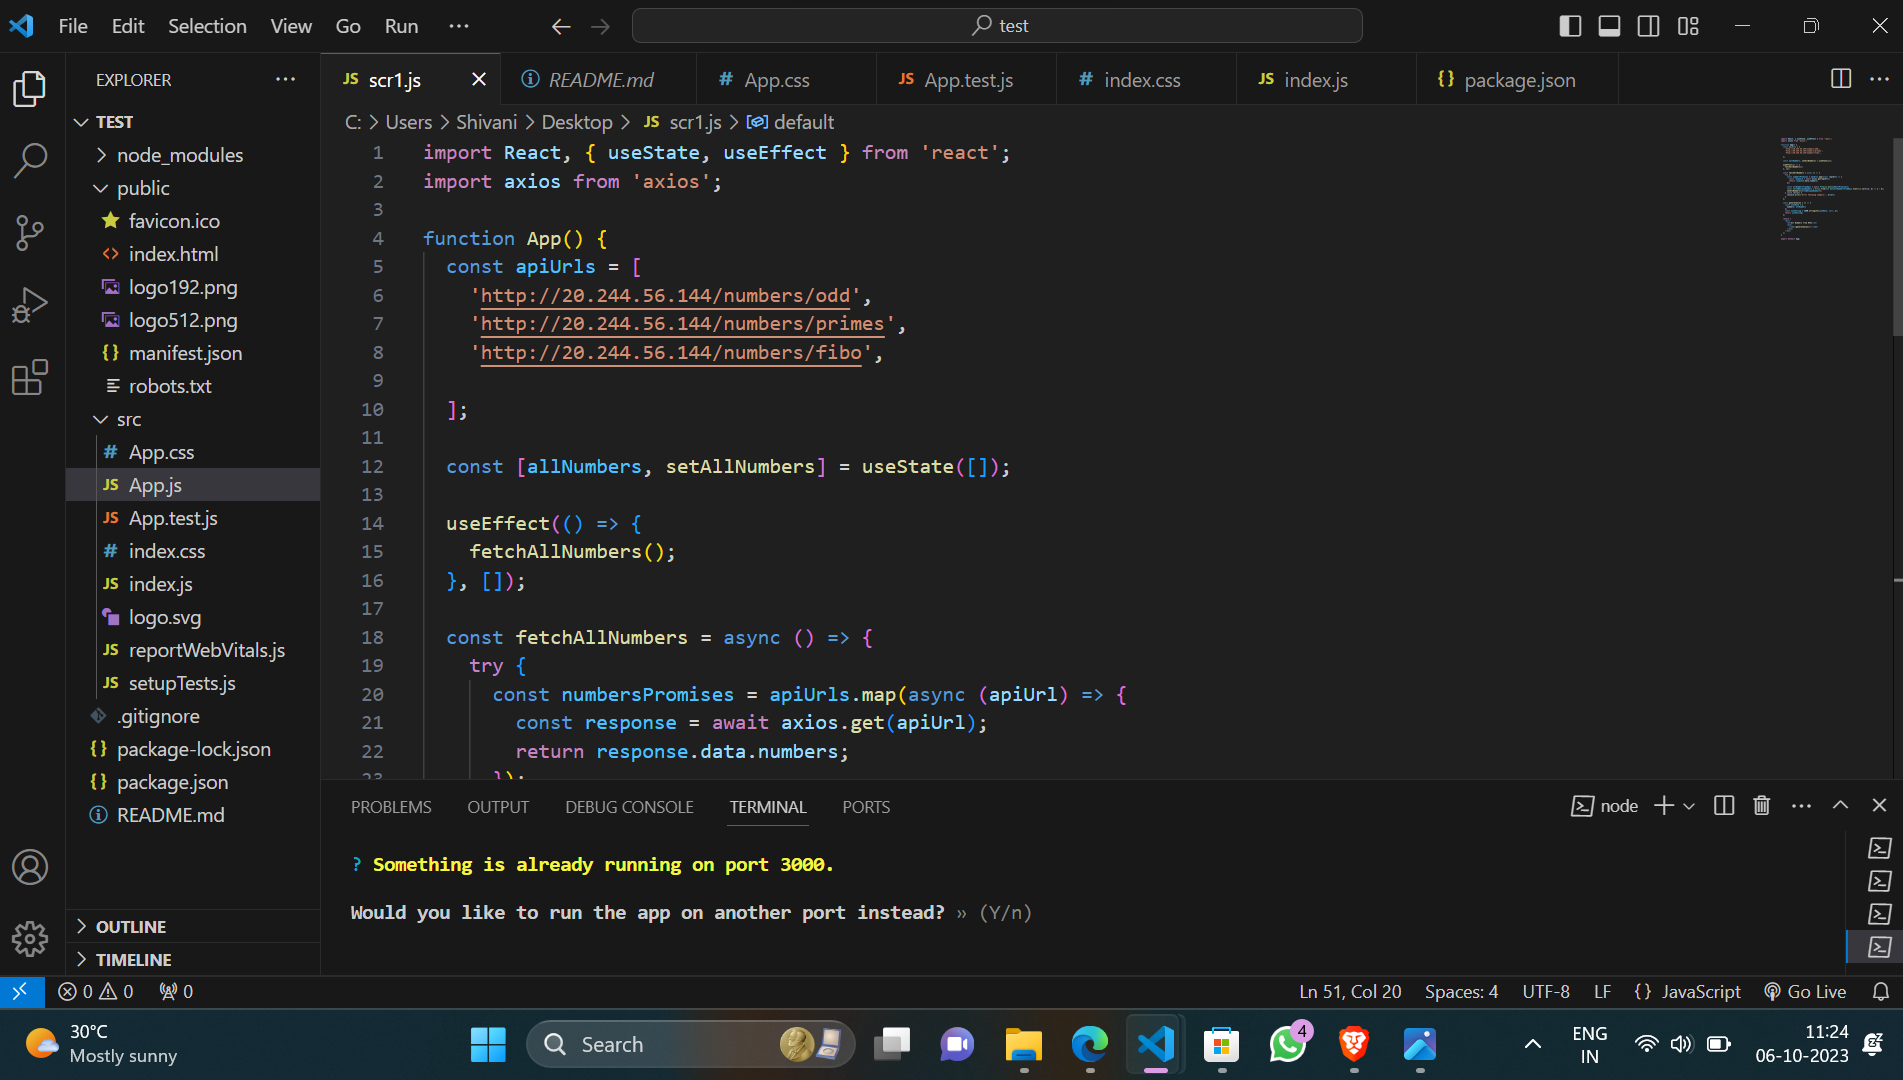 File Edit Selection View Go Run ···
test
EXPLORER ···
TEST
node_modules
public
favicon.ico
index.html
logo192.png
logo512.png
manifest.json
robots.txt
src
App.css
App.js
App.test.js
index.css
index.js
logo.svg
reportWebVitals.js
setupTests.js
.gitignore
package-lock.json
package.json
README.md
OUTLINE
TIMELINE
JS scr1.js README.md # App.css JS App.test.js # index.css JS index.js {} package.json
C: > Users > Shivani > Desktop > JS scr1.js > default
1 import React, { useState, useEffect } from 'react';
2 import axios from 'axios';
3
4 function App() {
5 const apiUrls = [
6 'http://20.244.56.144/numbers/odd',
7 'http://20.244.56.144/numbers/primes',
8 'http://20.244.56.144/numbers/fibo',
9
10 ];
11
12 const [allNumbers, setAllNumbers] = useState([]);
13
14 useEffect(() => {
15 fetchAllNumbers();
16 }, []);
17
18 const fetchAllNumbers = async () => {
19 try {
20 const numbersPromises = apiUrls.map(async (apiUrl) => {
21 const response = await axios.get(apiUrl);
22 return response.data.numbers;
23 });
PROBLEMS OUTPUT DEBUG CONSOLE TERMINAL PORTS
node
? Something is already running on port 3000.
Would you like to run the app on another port instead? » (Y/n)
0 0 0
Ln 51, Col 20 Spaces: 4 UTF-8 LF {} JavaScript Go Live
30°C
Mostly sunny
Search
4
ENG
IN
11:24
06-10-2023